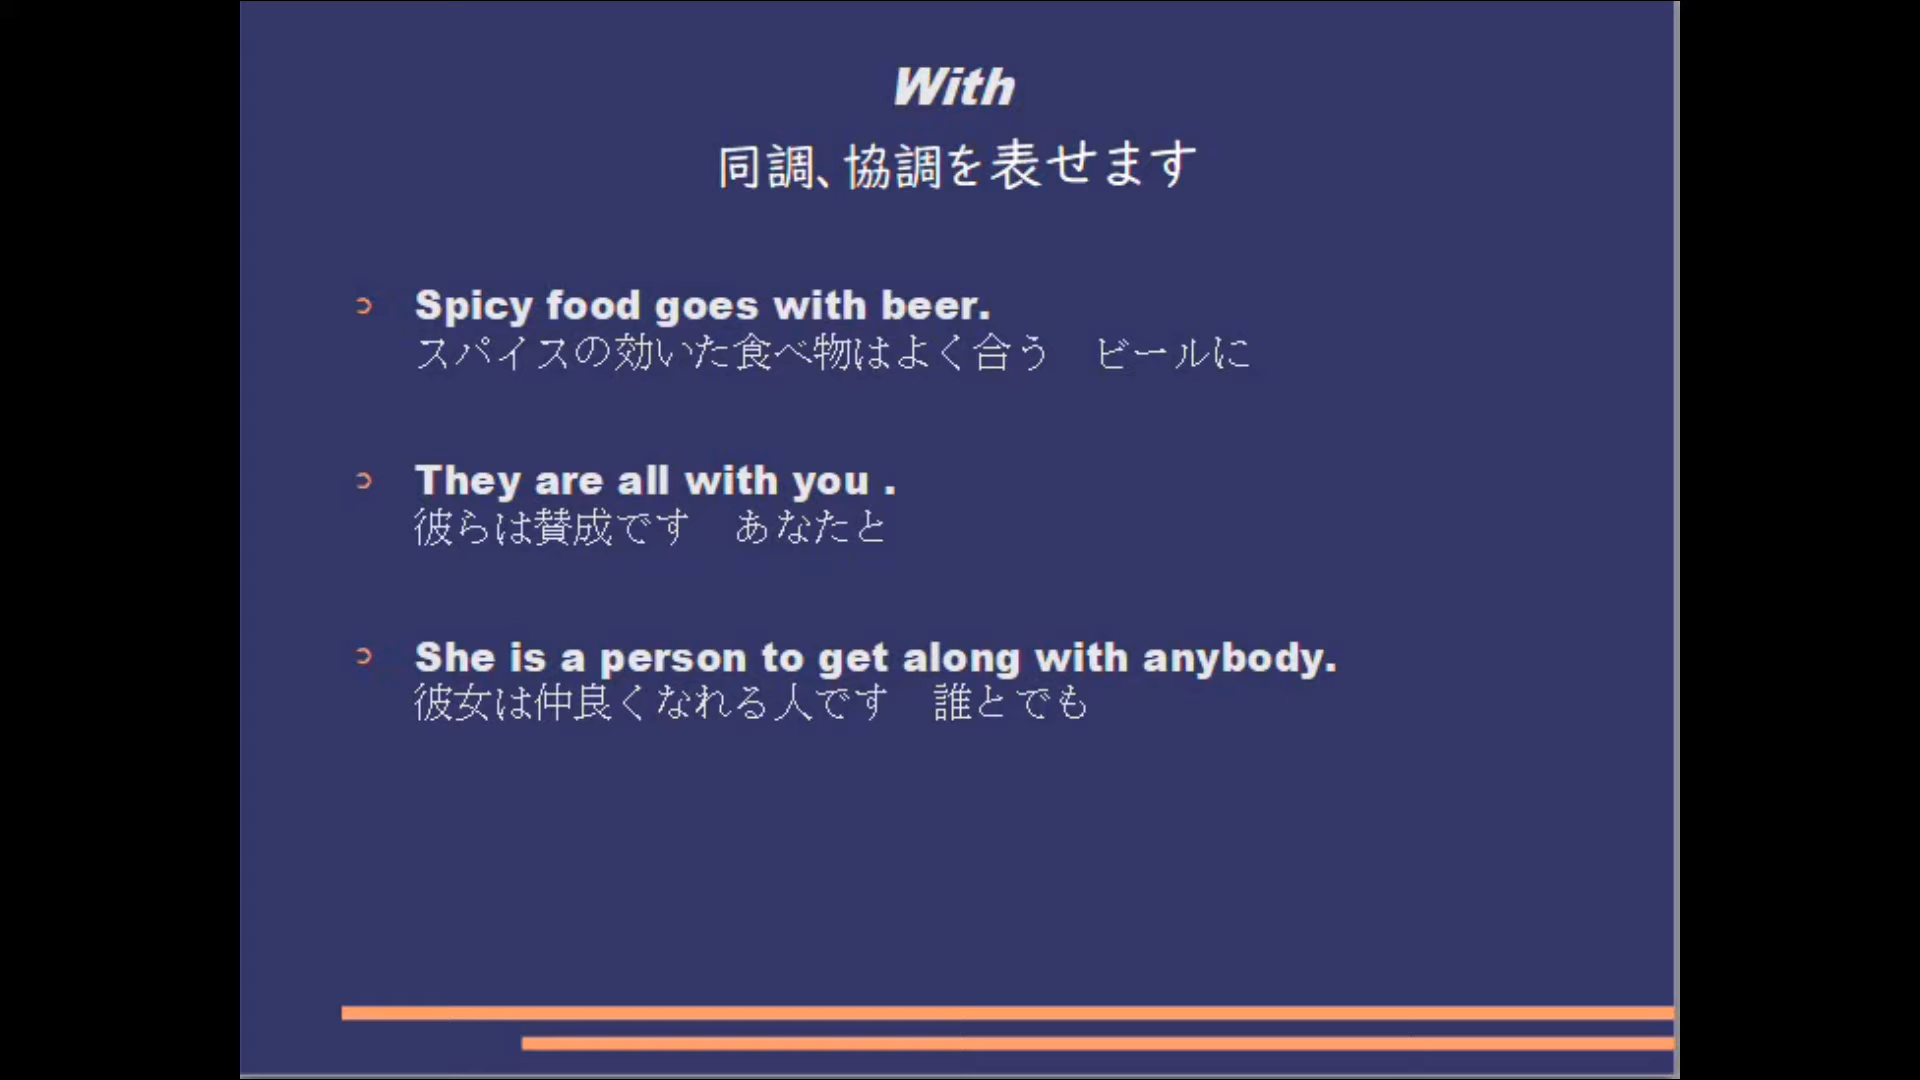 With
同調、協調を表せます
Spicy food goes with beer.
スパイスの効いた食べ物はよく合う　ビールに
They are all with you .
彼らは賛成です　あなたと
She is a person to get along with anybody.
彼女は仲良くなれる人です　誰とでも